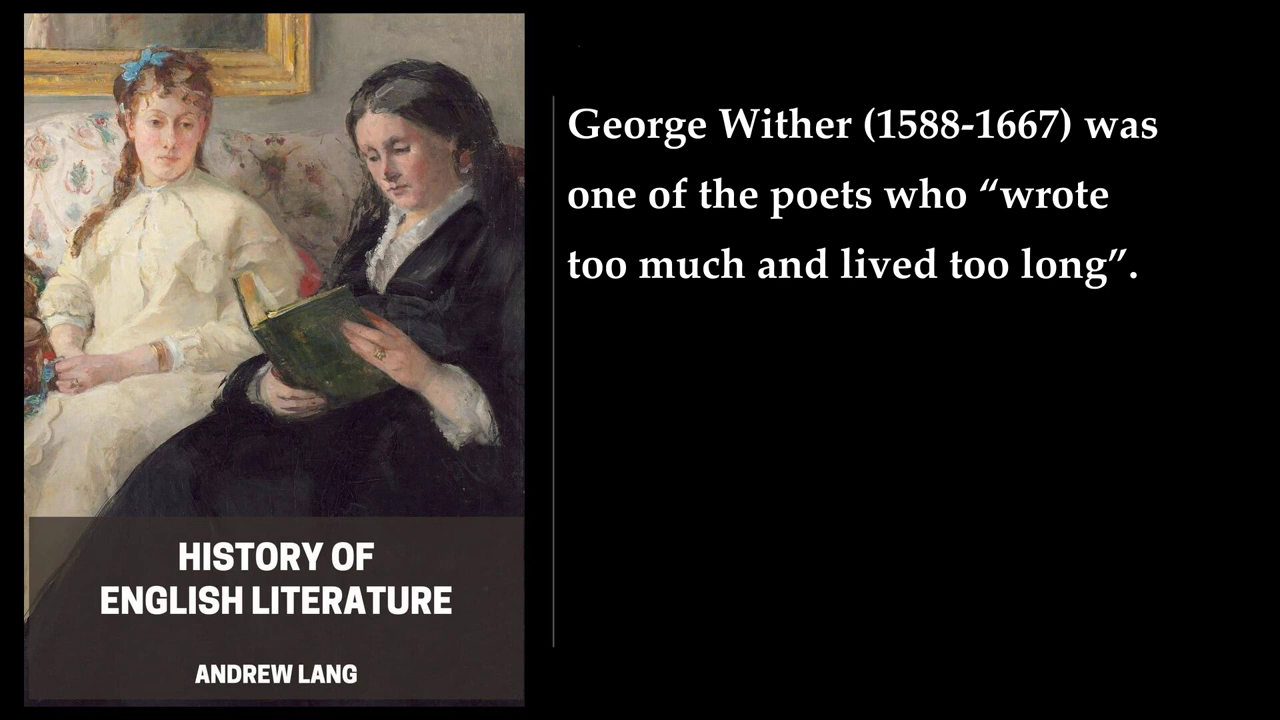 HISTORY OF
ENGLISH LITERATURE
ANDREW LANG
George Wither (1588-1667) was
one of the poets who “wrote
too much and lived too long”.